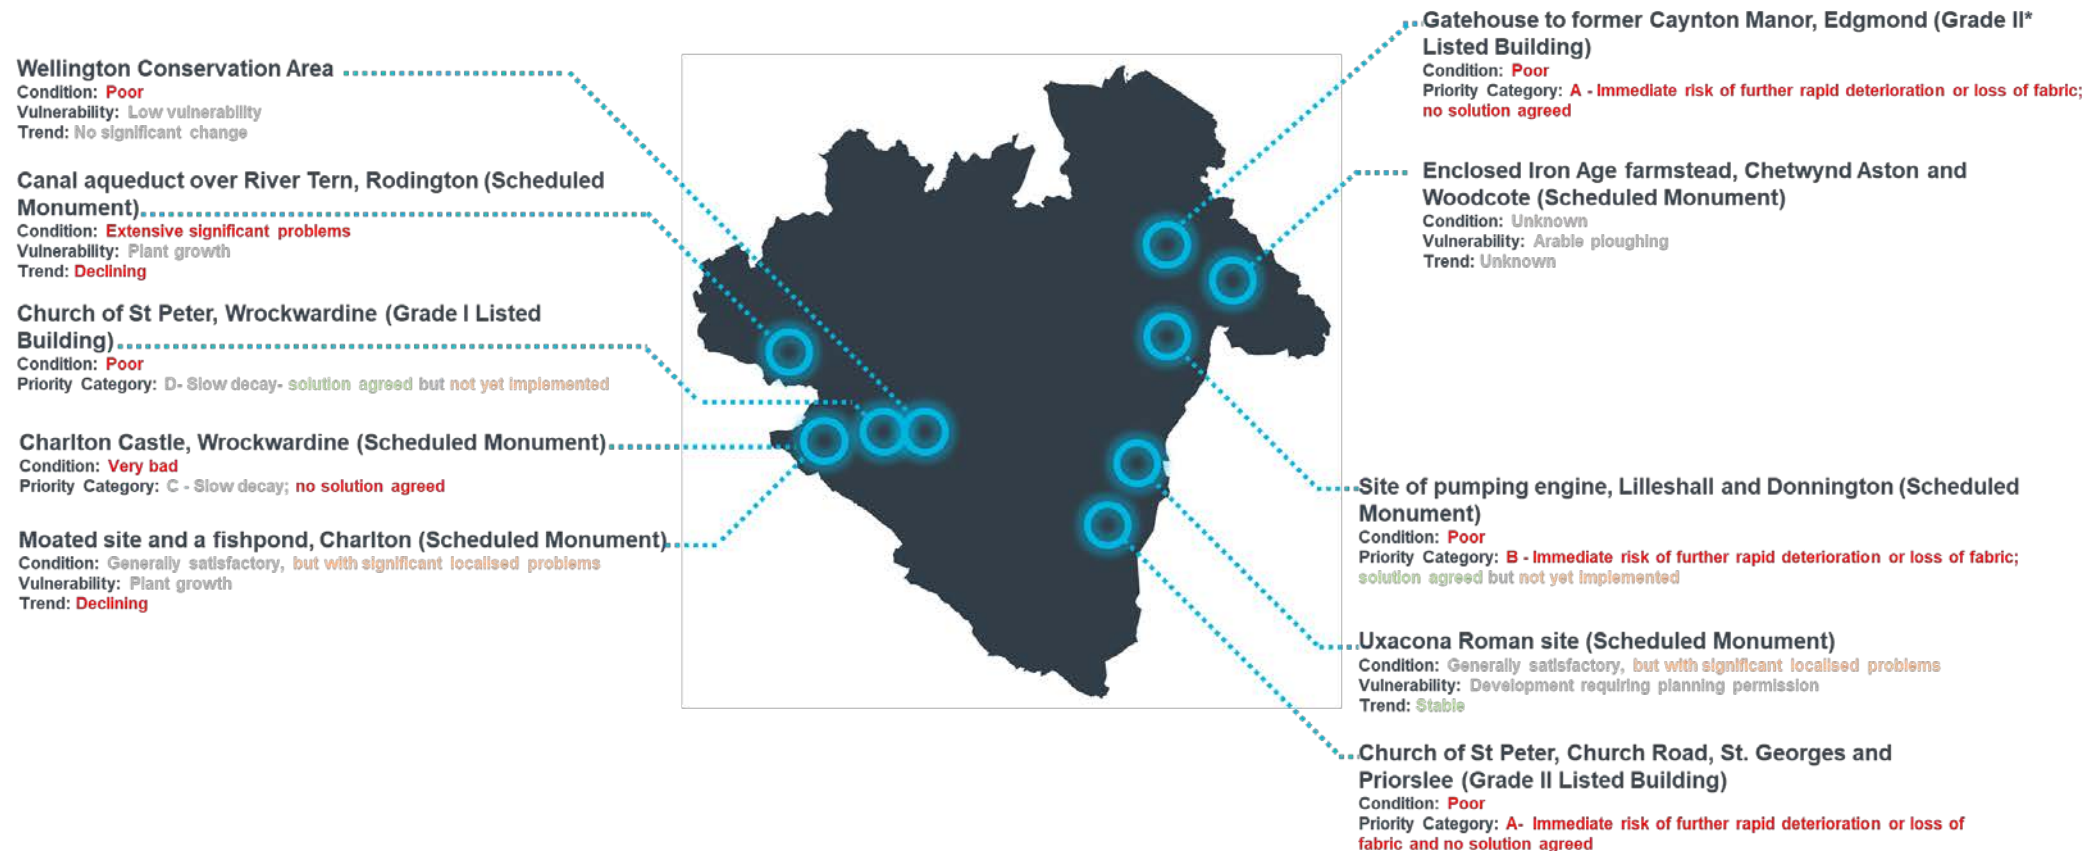 Wellington Conservation Area
Condition: Poor
Vulnerability: Low vulnerability
Trend: No significant change
Canal aqueduct over River Tern, Rodington (Scheduled
Monument)
Condition: Extensive significant problems
Vulnerability: Plant growth
Trend: Declining
Church of St Peter, Wrockwardine (Grade I Listed
Building)
Condition: Poor
Priority Category: D- Slow decay- solution agreed but not yet implemented
Charlton Castle, Wrockwardine (Scheduled Monument)
Condition: Very bad
Priority Category: C - Slow decay; no solution agreed
Moated site and a fishpond, Charlton (Scheduled Monument)
Condition: Generally satisfactory, but with significant localised problems
Vulnerability: Plant growth
Trend: Declining
Gatehouse to former Caynton Manor, Edgmond (Grade II*
Listed Building)
Condition: Poor
Priority Category: A - Immediate risk of further rapid deterioration or loss of fabric;
no solution agreed
Enclosed Iron Age farmstead, Chetwynd Aston and
Woodcote (Scheduled Monument)
Condition: Unknown
Vulnerability: Arable ploughing
Trend: Unknown
Site of pumping engine, Lilleshall and Donnington (Scheduled
Monument)
Condition: Poor
Priority Category: B - Immediate risk of further rapid deterioration or loss of fabric;
solution agreed but not yet implemented
Uxacona Roman site (Scheduled Monument)
Condition: Generally satisfactory, but with significant localised problems
Vulnerability: Development requiring planning permission
Trend: Stable
Church of St Peter, Church Road, St. Georges and
Priorslee (Grade II Listed Building)
Condition: Poor
Priority Category: A- Immediate risk of further rapid deterioration or loss of
fabric and no solution agreed